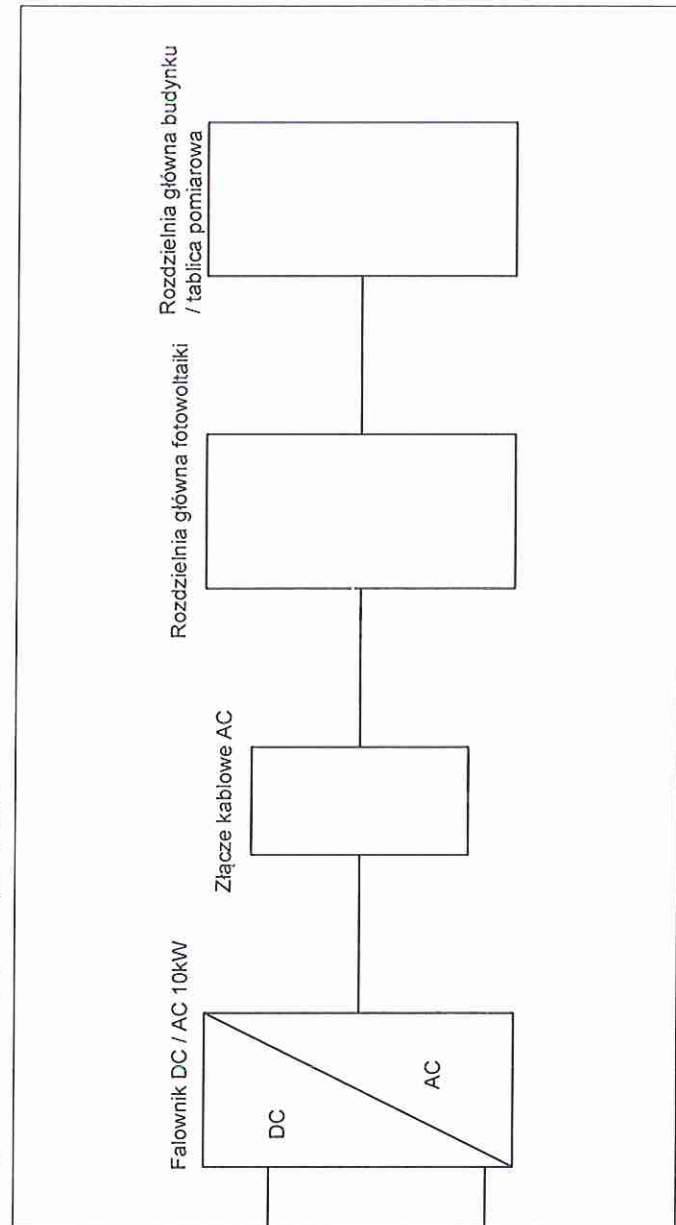 Falownik DC / AC 10kW
DC
AC
Złącze kablowe AC
Rozdzielnia główna fotowoltaiki
Rozdzielnia główna budynku
/ tablica pomiarowa